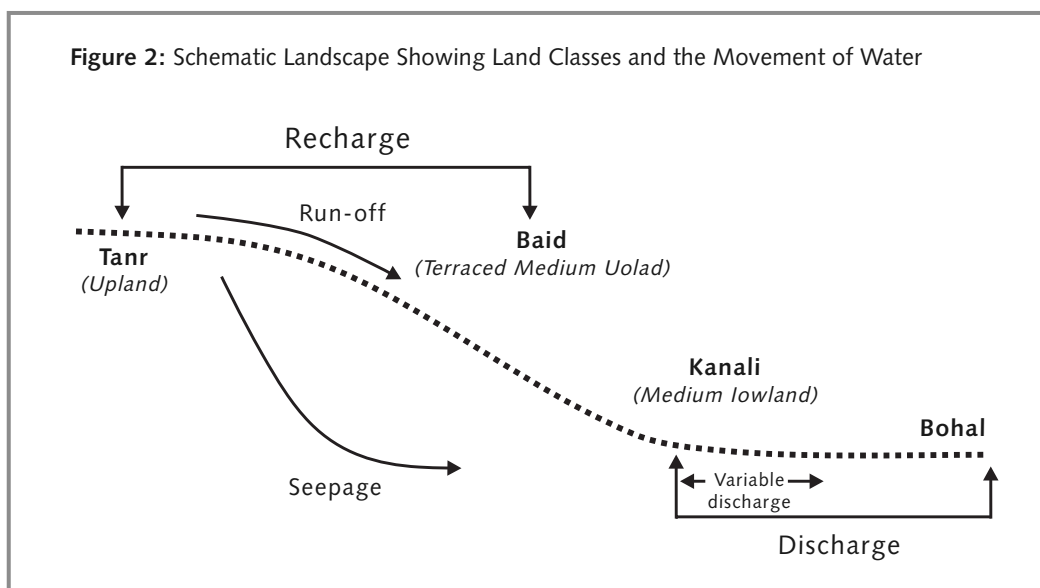 Figure 2: Schematic Landscape Showing Land Classes and the Movement of Water
Recharge
Run-off
Tanr
(Upland)
Baid
(Terraced Medium Uolad)
Kanali
(Medium lowland)
Bohal
Seepage
Variable
discharge
Discharge